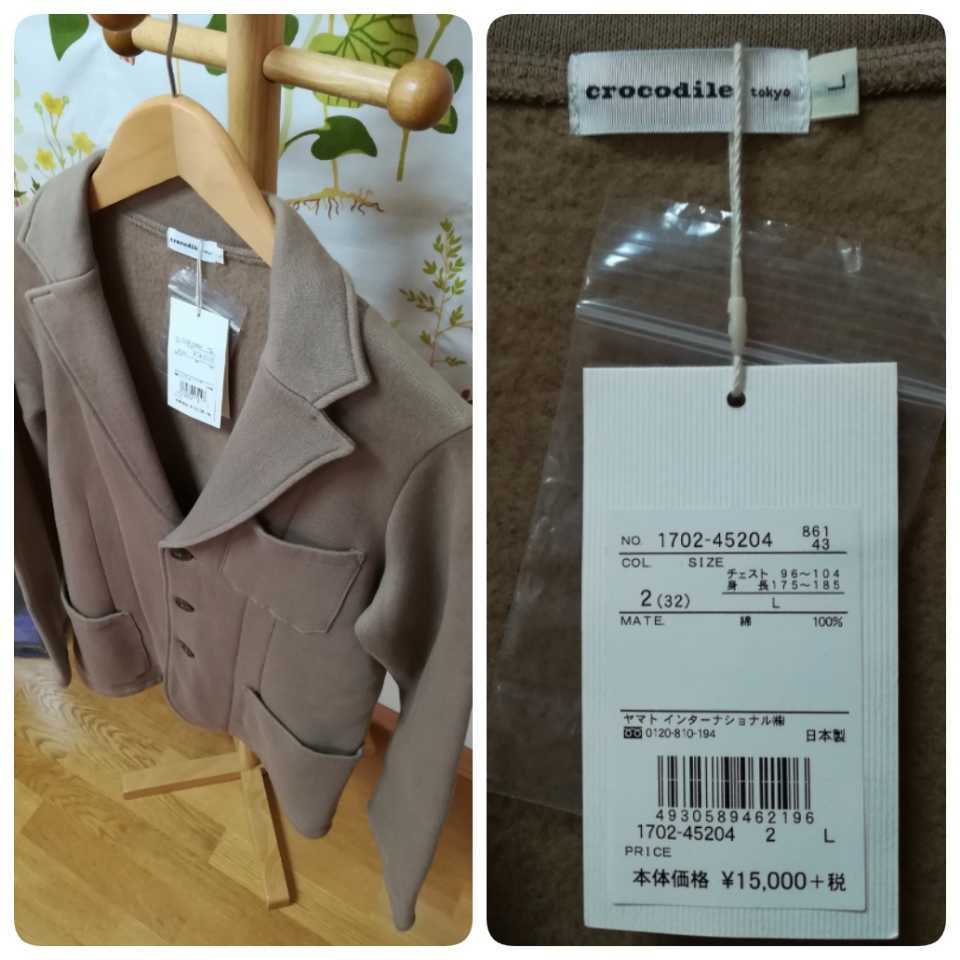 crocodile
crocodile tokyo
L
NO. 1702-45204 861
43
COL. SIZE
チェスト 96~104
身 長175~185
2(32) L
MATE. 綿 100%
ヤマト インターナショナル㈱
0120-810-194 日本製
4930589462196
1702-45204 2 L
PRICE
本体価格 ¥15,000+税